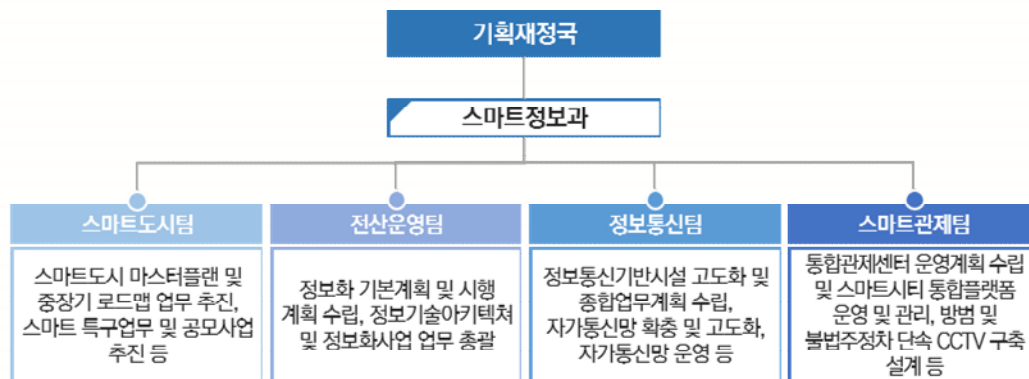 기획재정국
스마트정보과
스마트도시팀
스마트도시 마스터플랜 및
중장기 로드맵 업무 추진,
스마트 특구업무 및 공모사업
추진 등
전산운영팀
정보화 기본계획 및 시행
계획 수립, 정보기술아키텍쳐
및 정보화사업 업무 총괄
정보통신팀
정보통신기반시설 고도화 및
종합업무계획 수립,
자가통신망 확충 및 고도화,
자가통신망 운영 등
스마트관제팀
통합관제센터 운영계획 수립
및 스마트시티 통합플랫폼
운영 및 관리, 방범 및
불법주정차 단속 CCTV 구축
설계 등